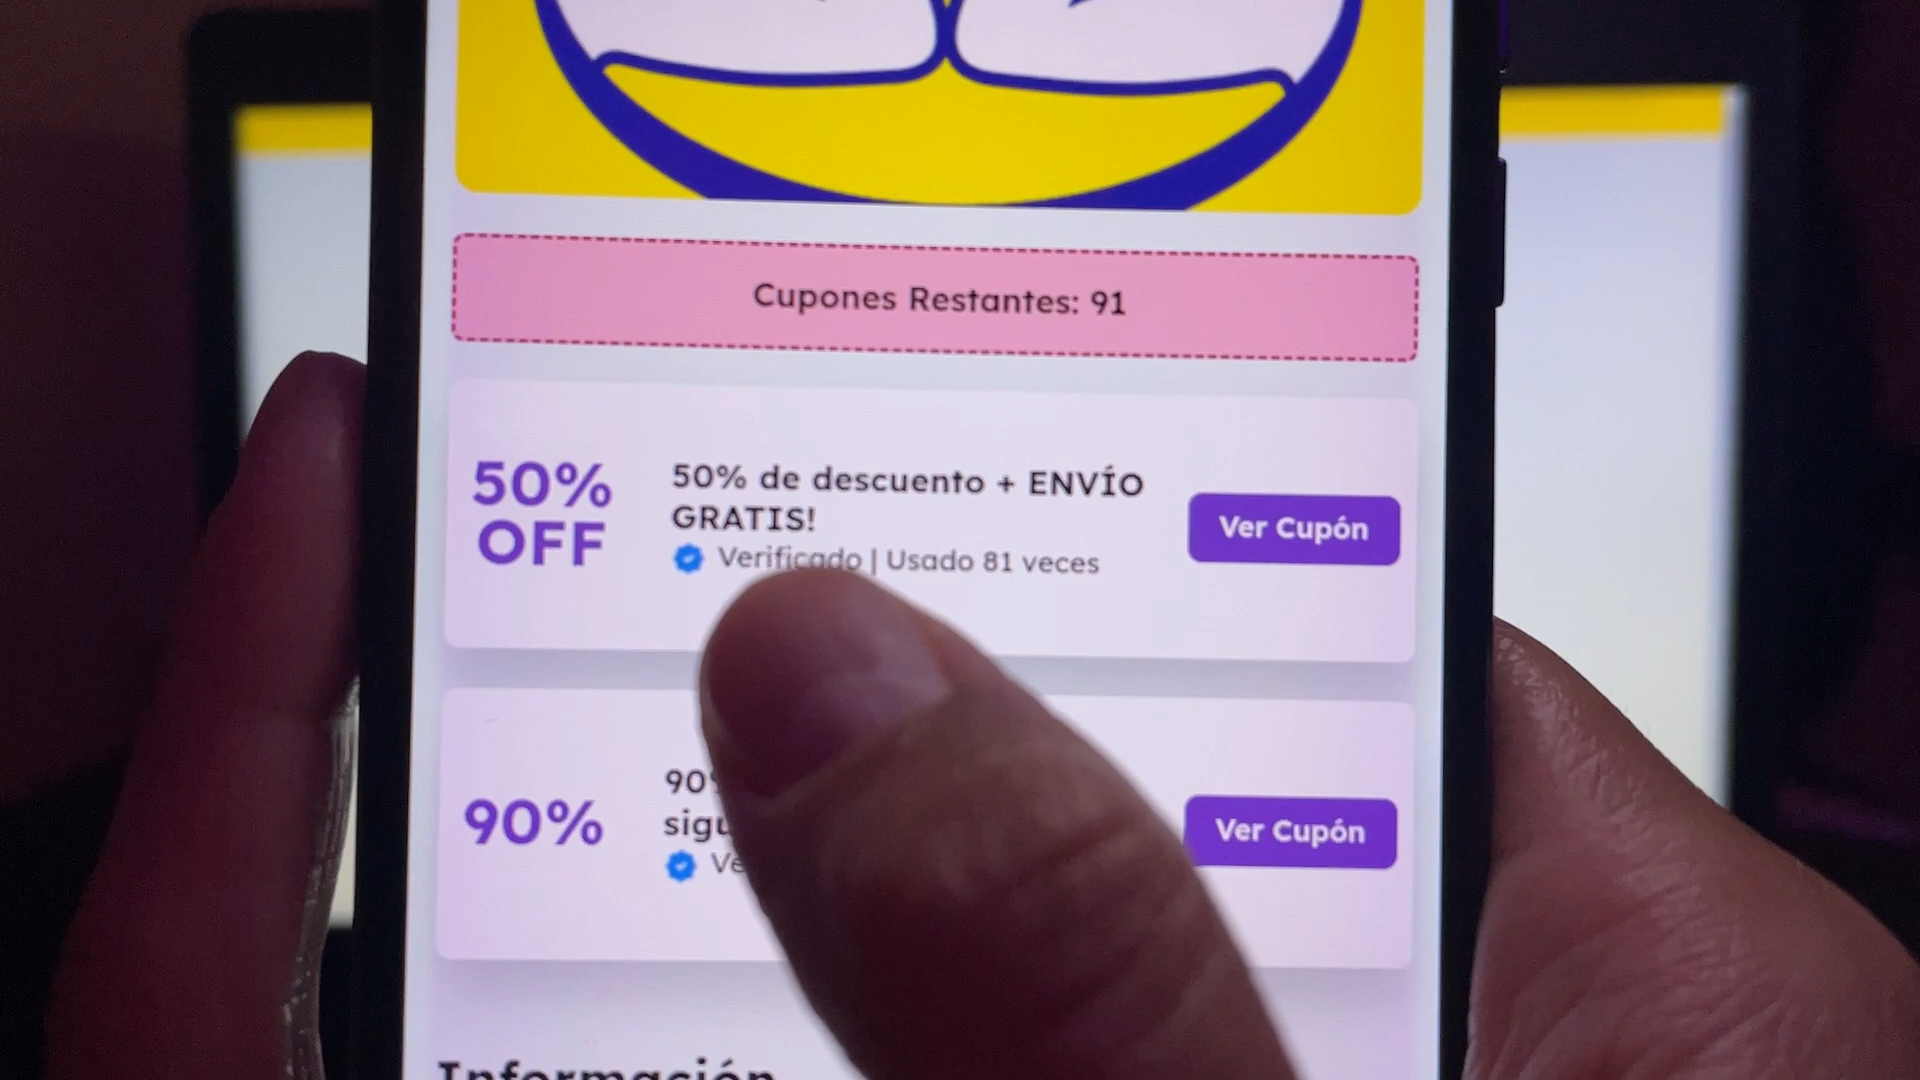 Cupones Restantes: 91
50%
OFF
50% de descuento + ENVÍO
GRATIS!
Verificado | Usado 81 veces
Ver Cupón
90%
Ver Cupón
Información